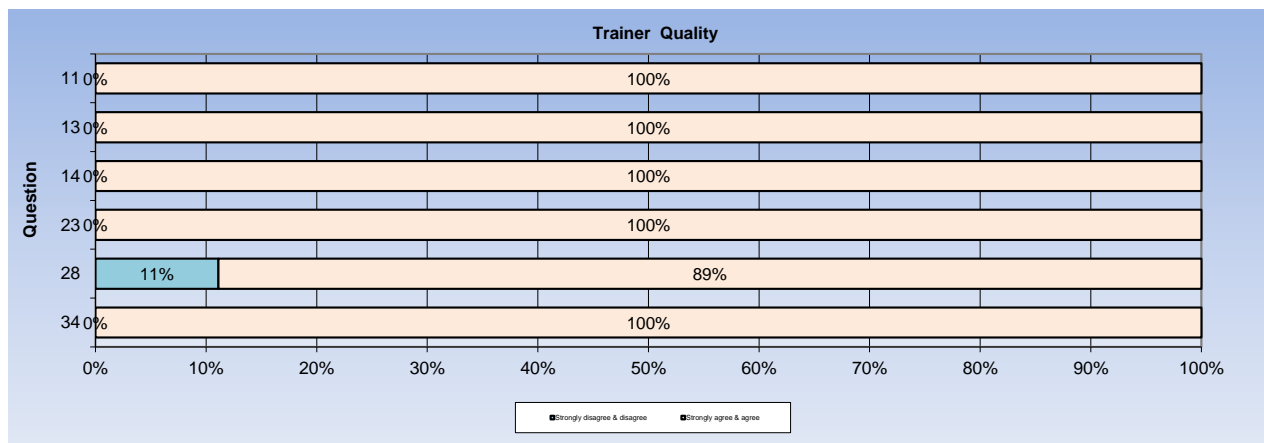 Trainer Quality
Question
11 0% 100%
13 0% 100%
14 0% 100%
23 0% 100%
28 11% 89%
34 0% 100%
0% 10% 20% 30% 40% 50% 60% 70% 80% 90% 100%
Strongly disagree & disagree Strongly agree & agree